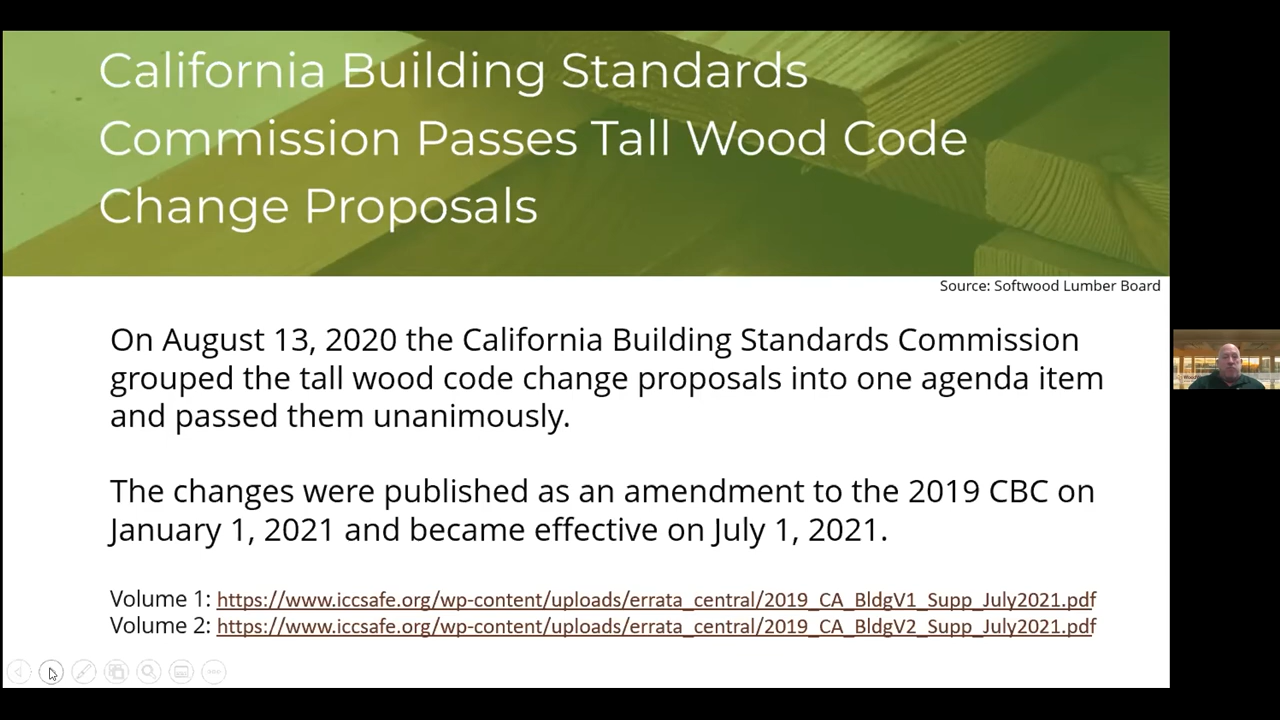 California Building Standards
Commission Passes Tall Wood Code
Change Proposals
Source: Softwood Lumber Board
On August 13, 2020 the California Building Standards Commission
grouped the tall wood code change proposals into one agenda item
and passed them unanimously.
The changes were published as an amendment to the 2019 CBC on
January 1, 2021 and became effective on July 1, 2021.
Volume 1: https://www.iccsafe.org/wp-content/uploads/errata_central/2019_CA_BldgV1_Supp_July2021.pdf
Volume 2: https://www.iccsafe.org/wp-content/uploads/errata_central/2019_CA_BldgV2_Supp_July2021.pdf